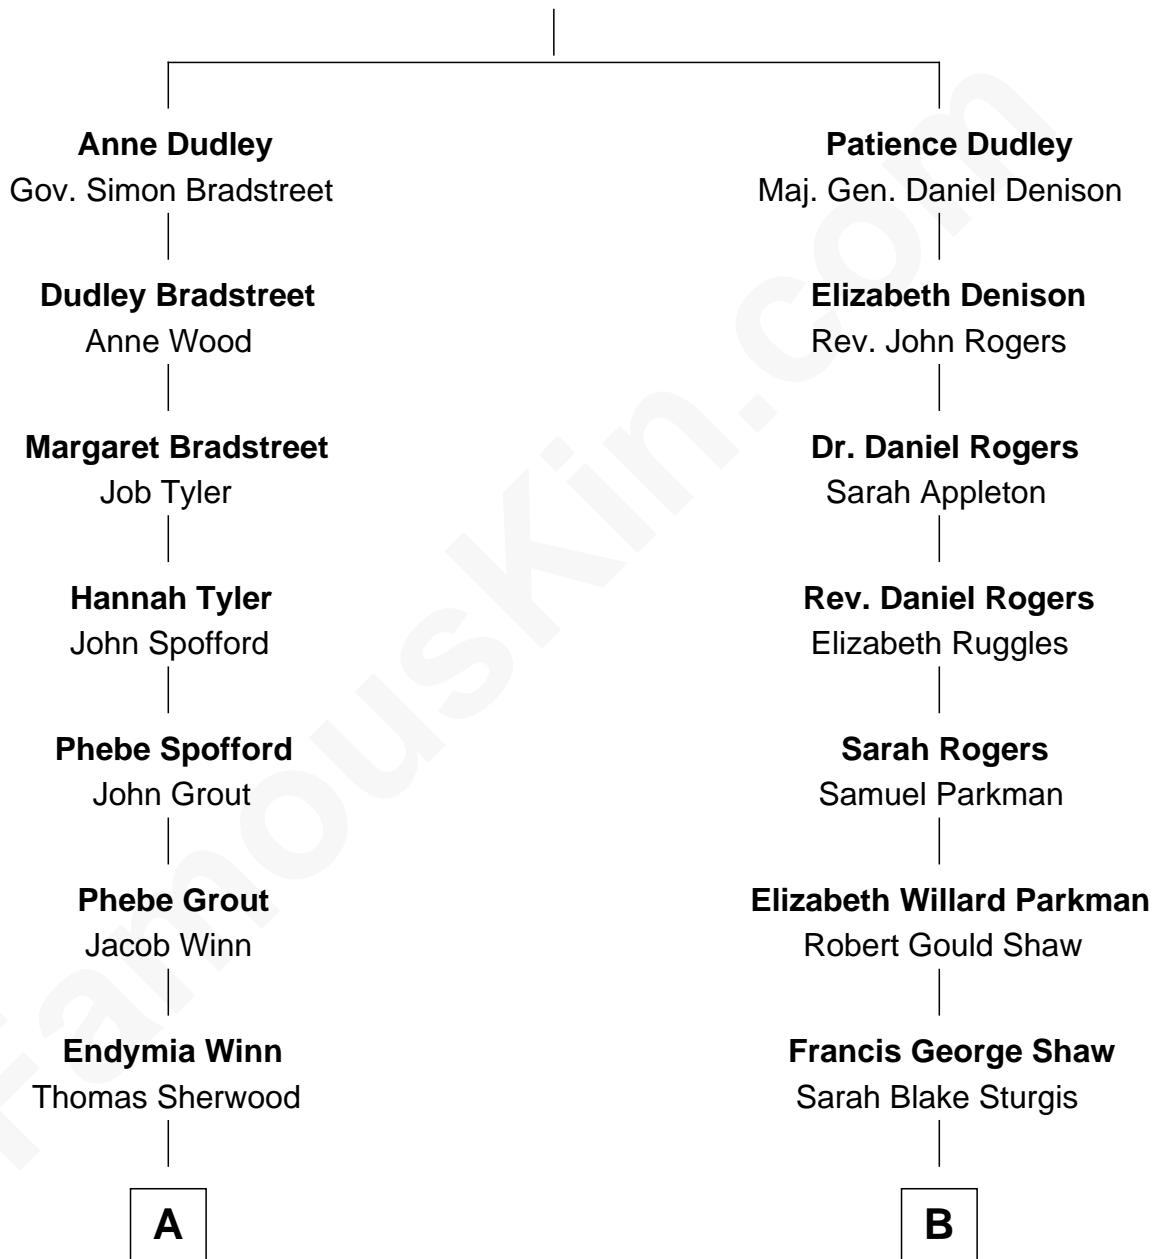 Anne Dudley
Gov. Simon Bradstreet
Dudley Bradstreet
Anne Wood
Margaret Bradstreet
Job Tyler
Hannah Tyler
John Spofford
Phebe Spofford
John Grout
Phebe Grout
Jacob Winn
Endymia Winn
Thomas Sherwood
A
Patience Dudley
Maj. Gen. Daniel Denison
Elizabeth Denison
Rev. John Rogers
Dr. Daniel Rogers
Sarah Appleton
Rev. Daniel Rogers
Elizabeth Ruggles
Sarah Rogers
Samuel Parkman
Elizabeth Willard Parkman
Robert Gould Shaw
Francis George Shaw
Sarah Blake Sturgis
B
FamousKin.com